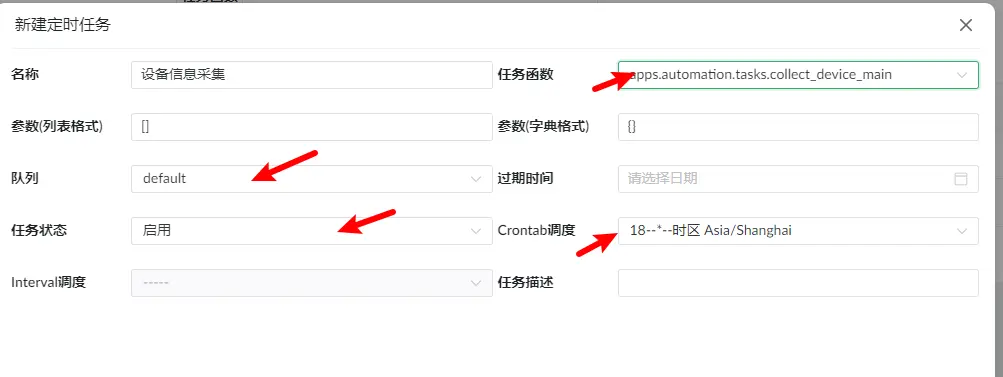 新建定时任务
名称 设备信息采集 任务函数 apps.automation.tasks.collect_device_main
参数(列表格式) [] 参数(字典格式) {}
队列 default 过期时间 请选择日期
任务状态 启用 Crontab调度 18--*--时区 Asia/Shanghai
Interval调度 ----- 任务描述